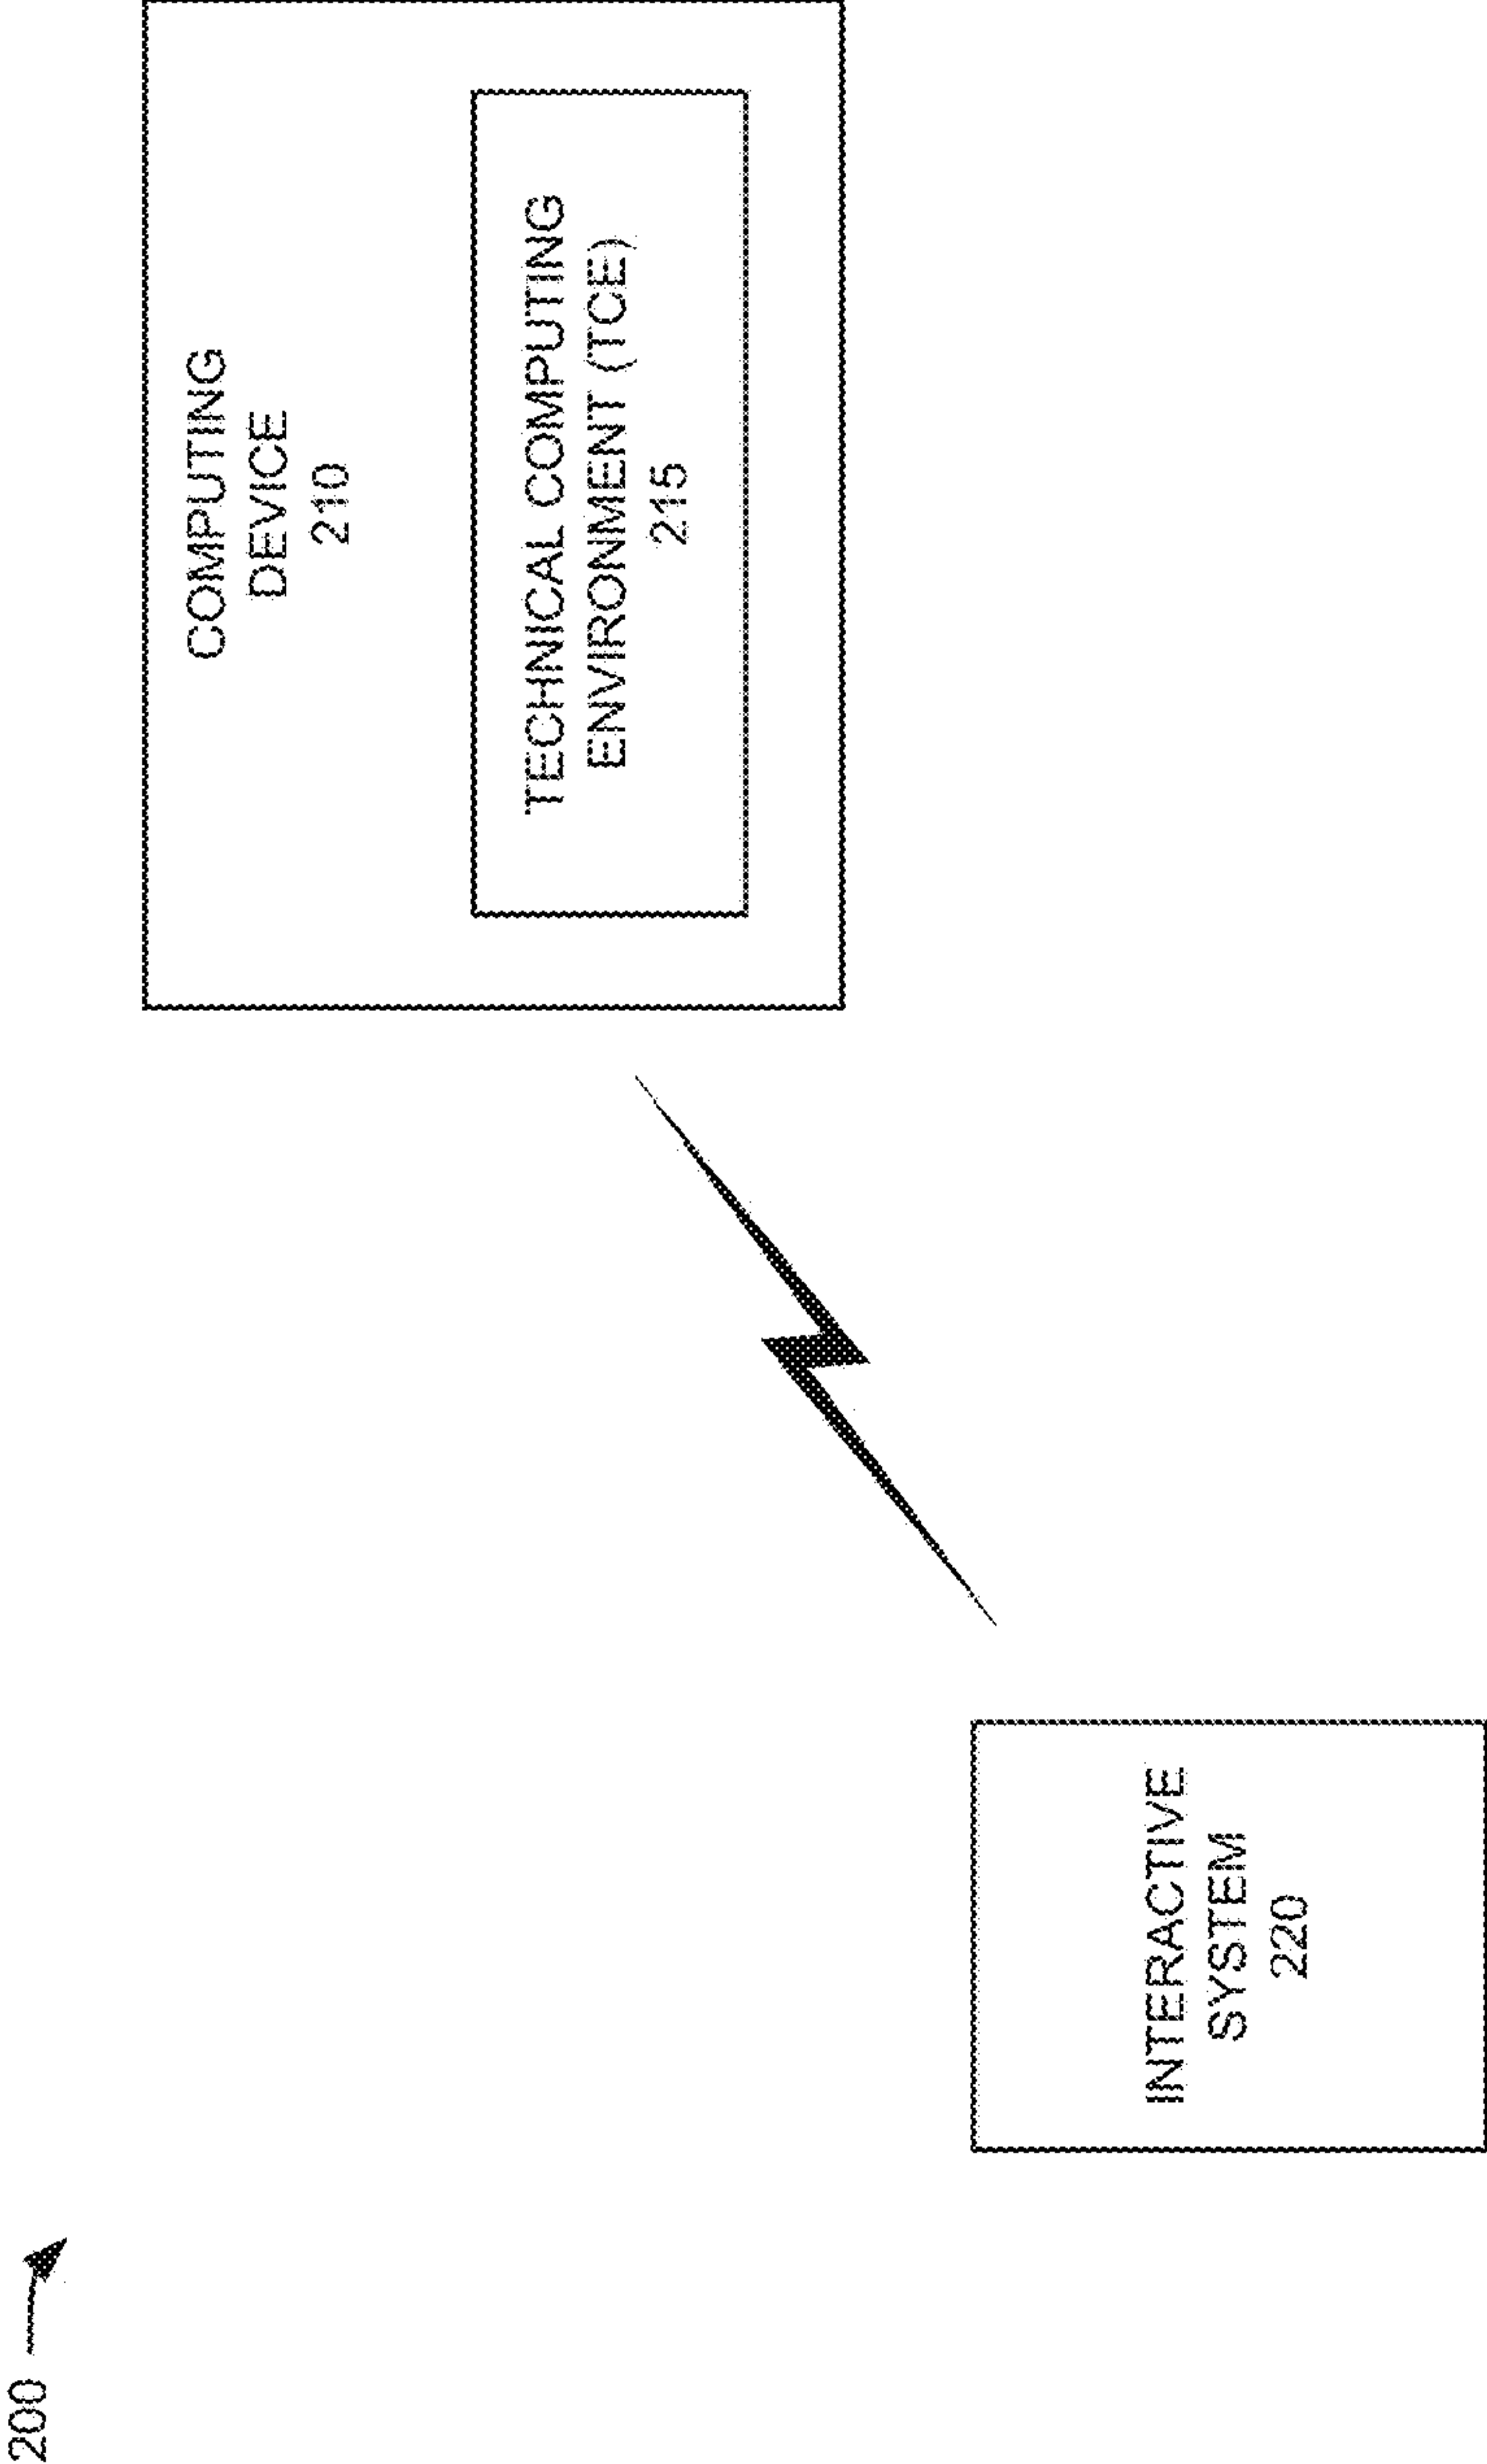 200
COMPUTING
DEVICE
210
TECHNICAL COMPUTING
ENVIRONMENT (TCE)
215
INTERACTIVE
SYSTEM
220